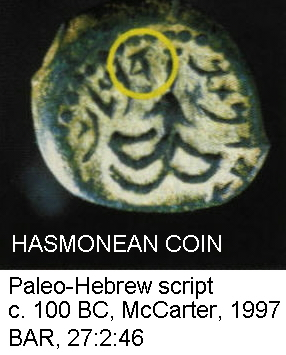 HASMONEAN COIN
Paleo-Hebrew script
c. 100 BC, McCarter, 1997
BAR, 27:2:46